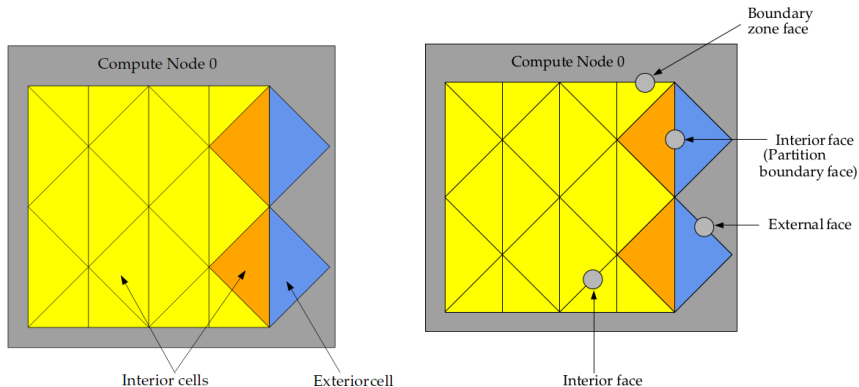 Compute Node 0
Interior cells
Exteriorcell
Boundary
zone face
Compute Node 0
Interior face
(Partition
boundary face)
External face
Interior face